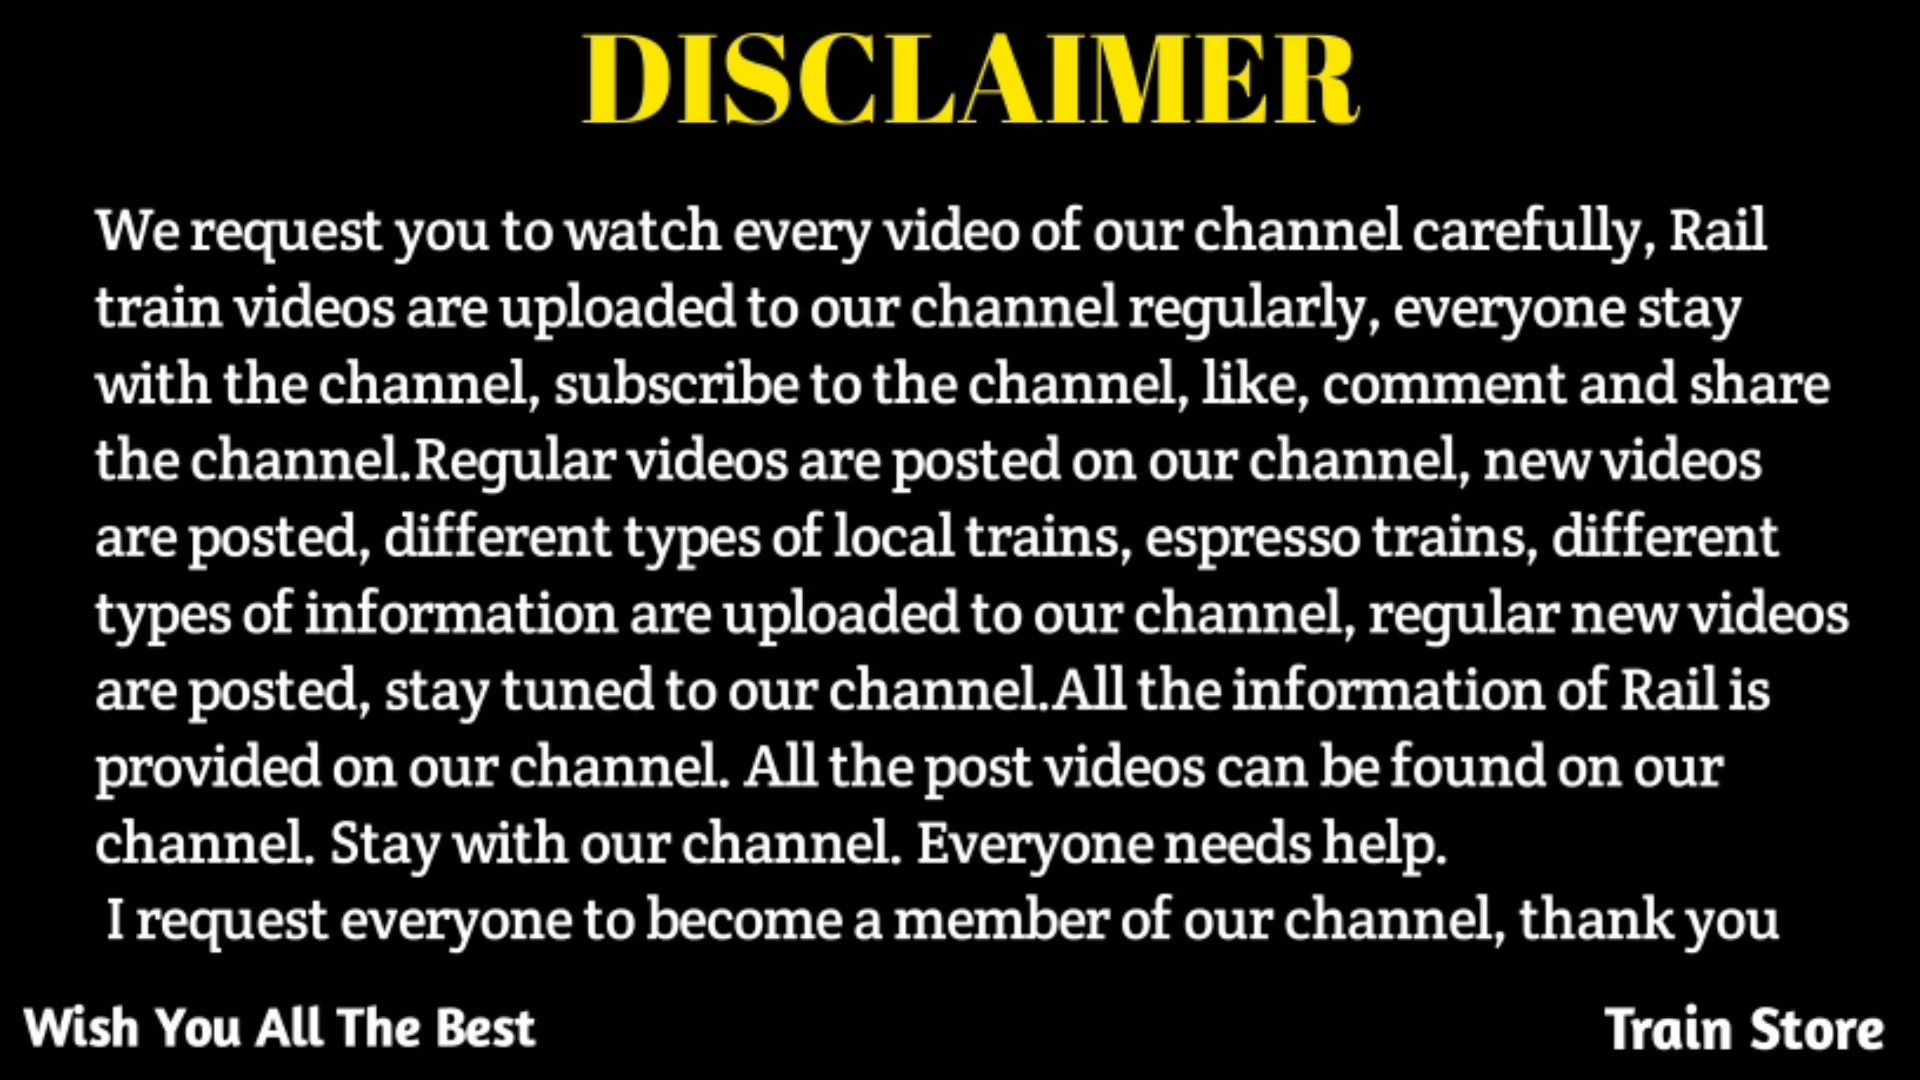 DISCLAIMER
We request you to watch every video of our channel carefully, Rail
train videos are uploaded to our channel regularly, everyone stay
with the channel, subscribe to the channel, like, comment and share
the channel.Regular videos are posted on our channel, new videos
are posted, different types of local trains, espresso trains, different
types of information are uploaded to our channel, regular new videos
are posted, stay tuned to our channel.All the information of Rail is
provided on our channel. All the post videos can be found on our
channel. Stay with our channel. Everyone needs help.
I request everyone to become a member of our channel, thank you
Wish You All The Best
Train Store